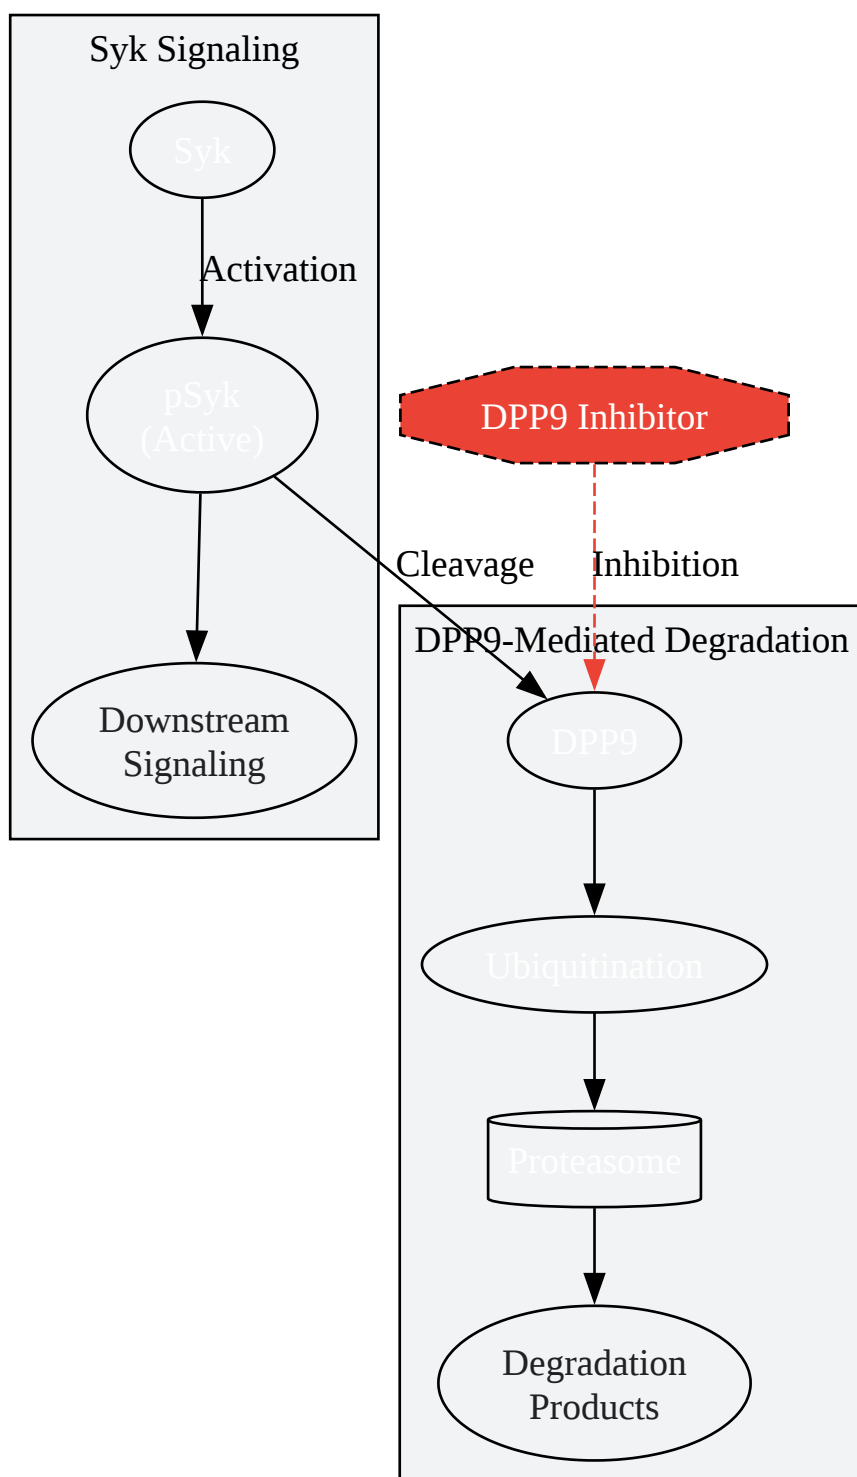 Syk Signaling
Syk
Activation
pSyk
(Active)
DPP9 Inhibitor
Cleavage
Inhibition
DPP9-Mediated Degradation
Downstream
Signaling
DPP9
Ubiquitination
Proteasome
Degradation
Products